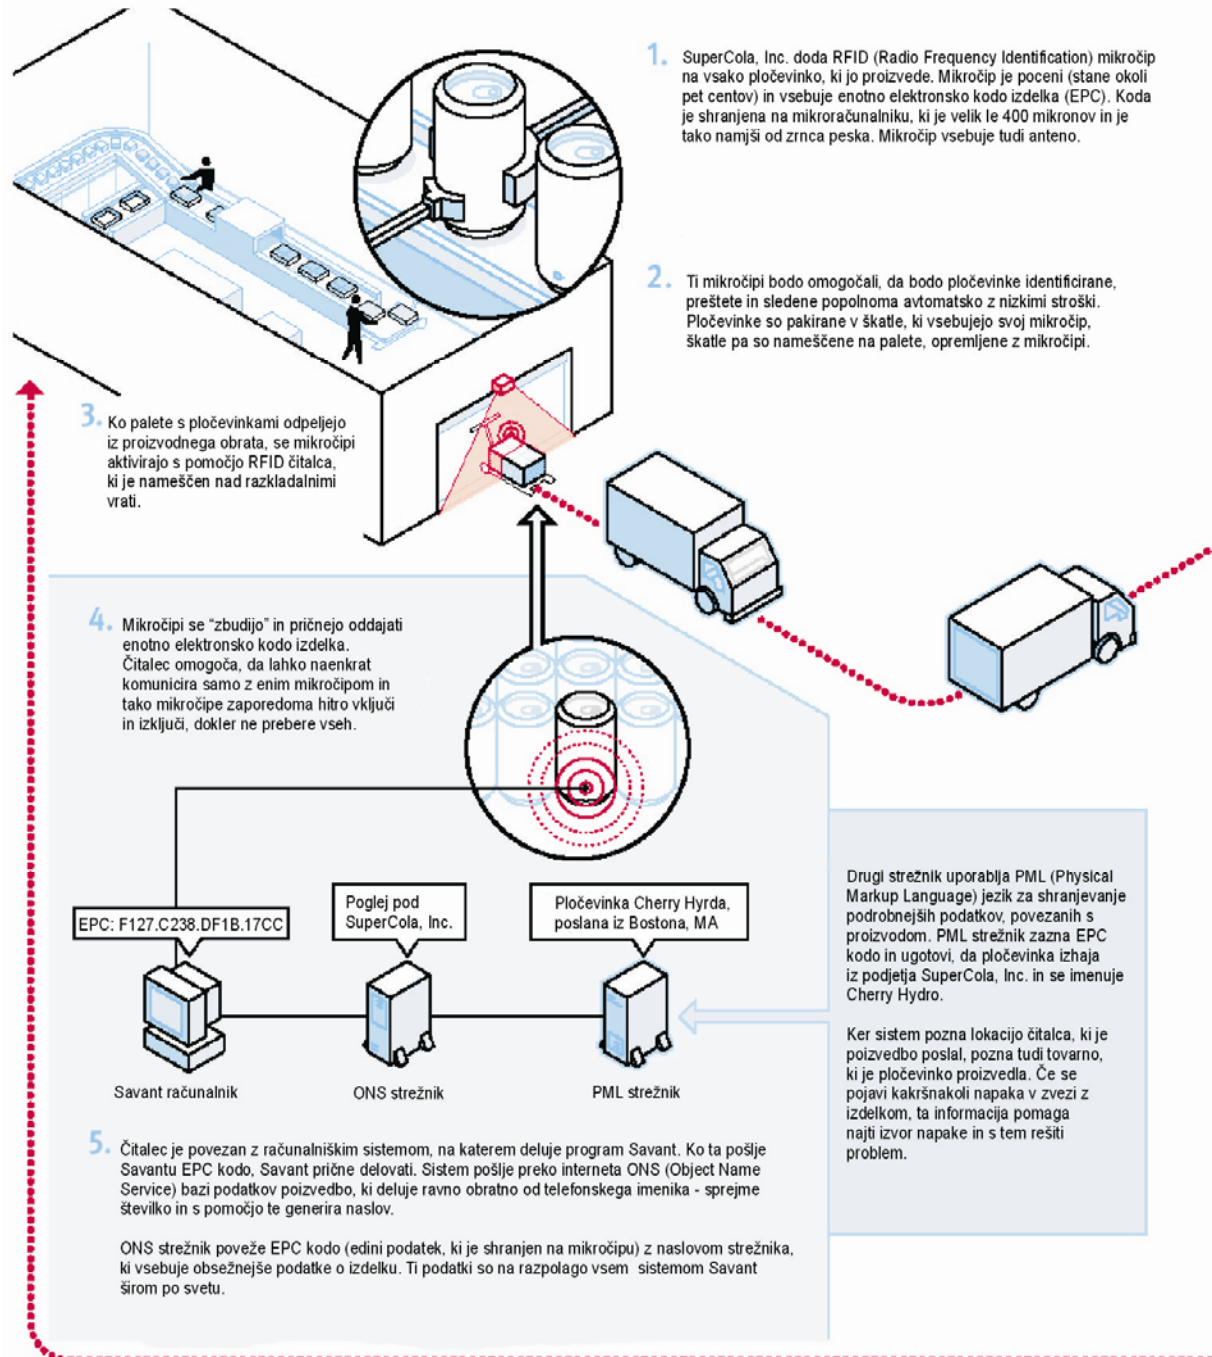 1. SuperCola, Inc. doda RFID (Radio Frequency Identification) mikročip
na vsako pločevinko, ki jo proizvede. Mikročip je poceni (stane okoli
pet centov) in vsebuje enotno elektronsko kodo izdelka (EPC). Koda
je shranjena na mikroračunalniku, ki je velik le 400 mikronov in je
tako namjši od zrnca peska. Mikročip vsebuje tudi anteno.
2. Ti mikročipi bodo omogočali, da bodo pločevinke identificirane,
preštete in sledene popolnoma avtomatsko z nizkimi stroški.
Pločevinke so pakirane v škatle, ki vsebujejo svoj mikročip,
škatle pa so nameščene na palete, opremljene z mikročipi.
3. Ko palete s pločevinkami odpeljejo
iz proizvodnega obrata, se mikročipi
aktivirajo s pomočjo RFID čitalca,
ki je nameščen nad razkladalnimi
vrati.
4. Mikročipi se “zbudijo” in pričnejo oddajati
enotno elektronsko kodo izdelka.
Čitalec omogoča, da lahko naenkrat
komunicira samo z enim mikročipom in
tako mikročipe zaporedoma hitro vključi
in izključi, dokler ne prebere vseh.
EPC: F127.C238.DF1B.17CC
Poglej pod
SuperCola, Inc.
Pločevinka Cherry Hyrda,
poslana iz Bostona, MA
Savant računalnik
ONS strežnik
PML strežnik
Drugi strežnik uporablja PML (Physical
Markup Language) jezik za shranjevanje
podrobnejših podatkov, povezanih s
proizvodom. PML strežnik zazna EPC
kodo in ugotovi, da pločevinka izhaja
iz podjetja SuperCola, Inc. in se imenuje
Cherry Hydro.
Ker sistem pozna lokacijo čitalca, ki je
poizvedbo poslal, pozna tudi tovarno,
ki je pločevinko proizvedla. Če se
pojavi kakršnakoli napaka v zvezi z
izdelkom, ta informacija pomaga
najti izvor napake in s tem rešiti
problem.
5. Čitalec je povezan z računalniškim sistemom, na katerem deluje program Savant. Ko ta pošlje
Savantu EPC kodo, Savant prične delovati. Sistem pošlje preko interneta ONS (Object Name
Service) bazi podatkov poizvedbo, ki deluje ravno obratno od telefonskega imenika - sprejme
številko in s pomočjo te generira naslov.
ONS strežnik poveže EPC kodo (edini podatek, ki je shranjen na mikročipu) z naslovom strežnika,
ki vsebuje obsežnejše podatke o izdelku. Ti podatki so na razpolago vsem sistemom Savant
širom po svetu.